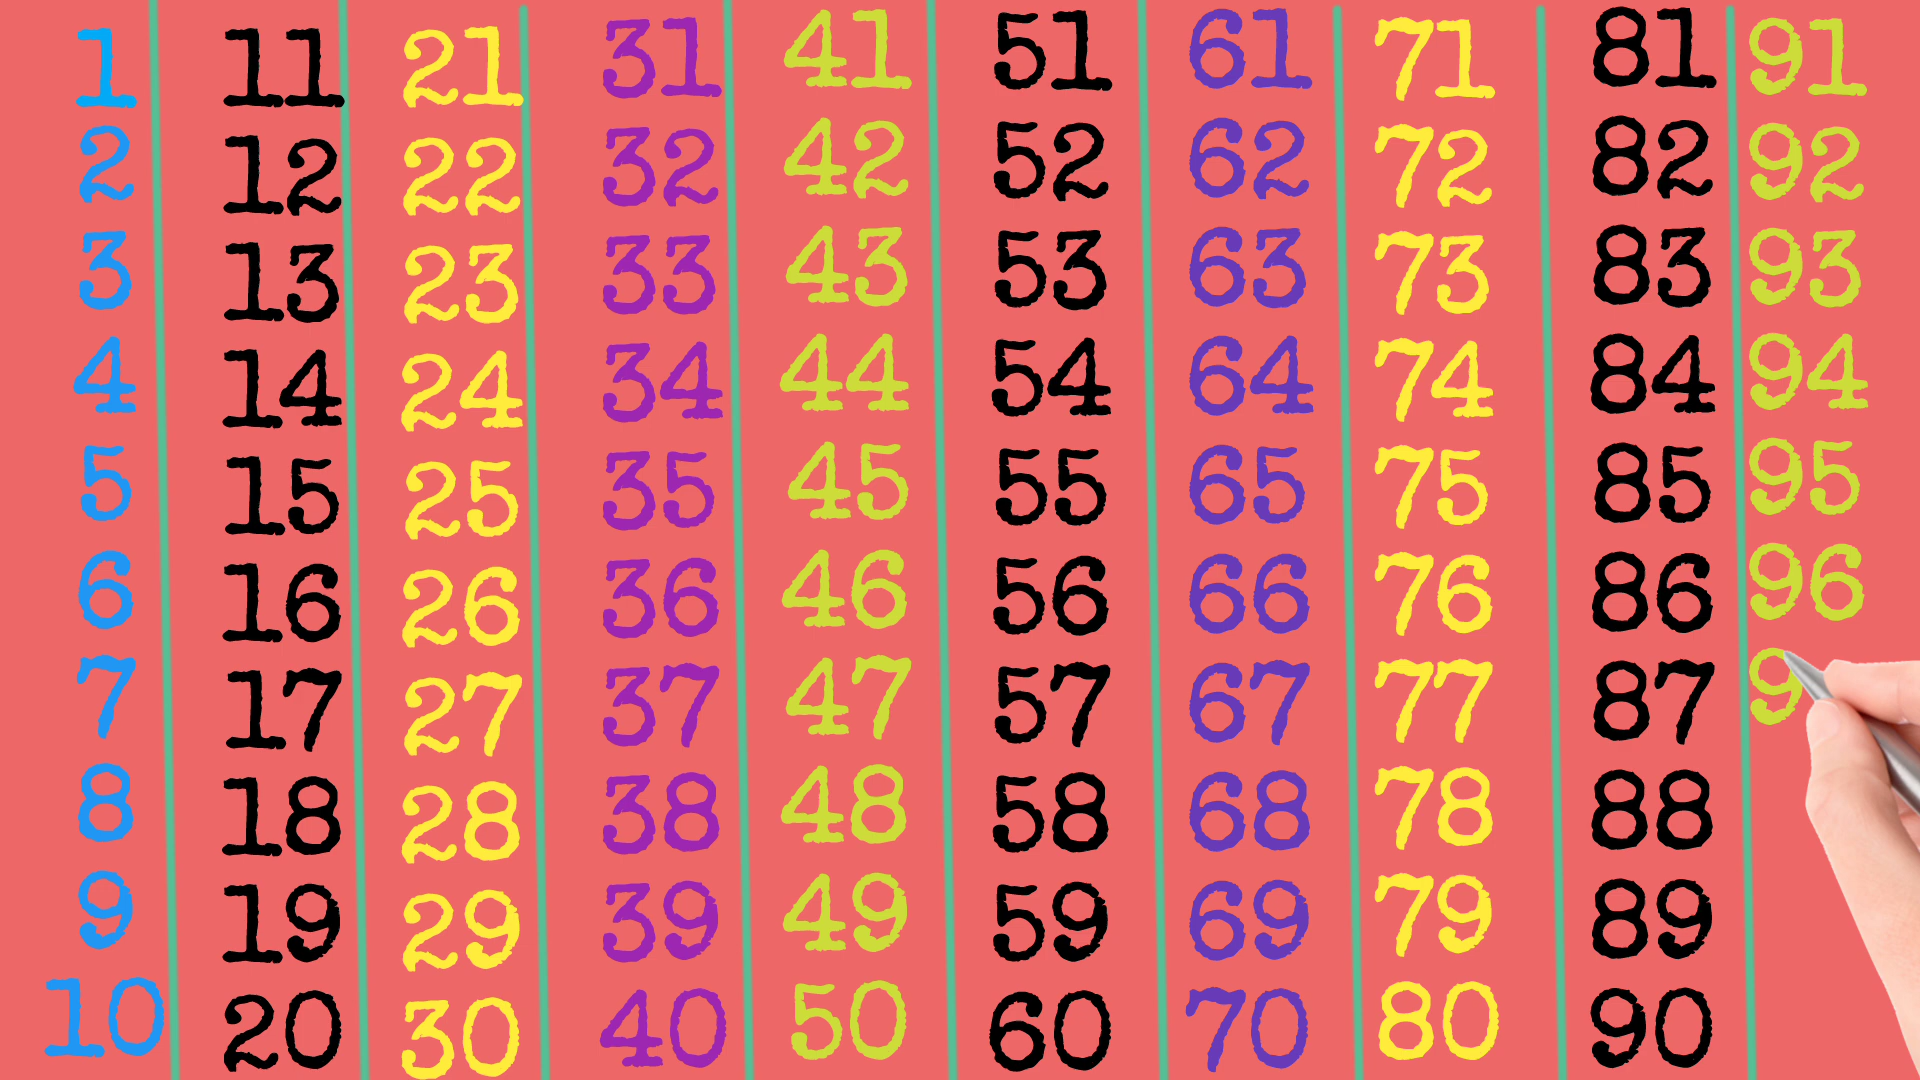 1 11 21 31 41 51 61 71 81 91
2 12 22 32 42 52 62 72 82 92
3 13 23 33 43 53 63 73 83 93
4 14 24 34 44 54 64 74 84 94
5 15 25 35 45 55 65 75 85 95
6 16 26 36 46 56 66 76 86 96
7 17 27 37 47 57 67 77 87 9
8 18 28 38 48 58 68 78 88
9 19 29 39 49 59 69 79 89
10 20 30 40 50 60 70 80 90